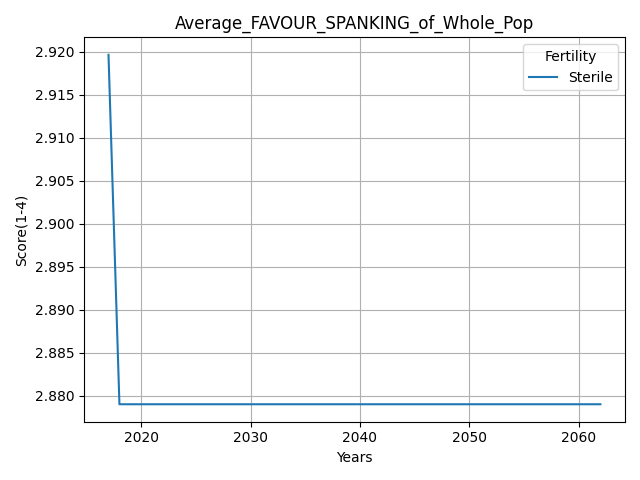 Average_FAVOUR_SPANKING_of_Whole_Pop
Fertility
Sterile
2.920
2.915
2.910
2.905
2.900
2.895
2.890
2.885
2.880
Score(1-4)
2020 2030 2040 2050 2060
Years